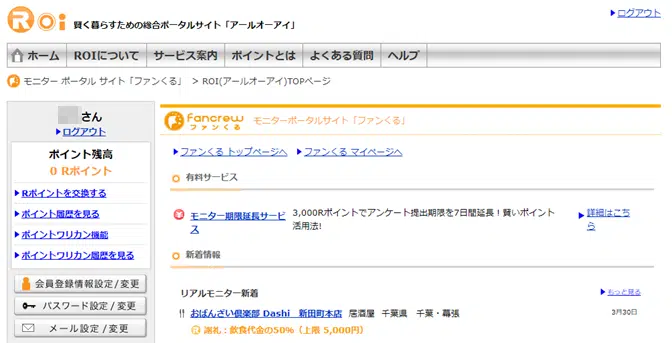 Roi 賢く暮らすための総合ポータルサイト「アールオーアイ」
ログアウト
ホーム ROIについて サービス案内 ポイントとは よくある質問 ヘルプ
モニター ポータル サイト「ファンくる」 > ROI(アールオーアイ)TOPページ
さん
ログアウト
ポイント残高
0 Rポイント
Rポイントを交換する
ポイント履歴を見る
ポイントワリカン機能
ポイントワリカン履歴を見る
会員登録情報設定/変更
パスワード設定/変更
メール設定/変更
fancrew
ファンくる
モニターポータルサイト「ファンくる」
ファンくる トップページへ ファンくる マイページへ
有料サービス
モニター期限延長サービ
ス
3,000Rポイントでアンケート提出期限を7日間延長！賢いポイント
活用法!
詳細はこち
ら
新着情報
リアルモニター新着 もっと見る
おばんざい倶楽部 Dashi 新田町本店 居酒屋 千葉県 千葉・幕張 3月30日
謝礼：飲食代金の50%（上限 5,000円）